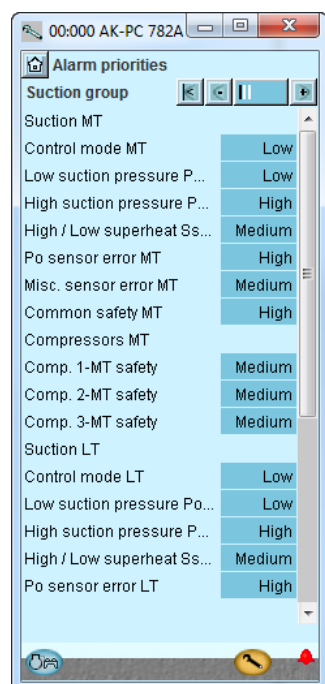 00:000 AK-PC 782A
Alarm priorities
Suction group
Suction MT
Control mode MT Low
Low suction pressure P... Low
High suction pressure P... High
High / Low superheat Ss... Medium
Po sensor error MT High
Misc. sensor error MT Medium
Common safety MT High
Compressors MT
Comp. 1-MT safety Medium
Comp. 2-MT safety Medium
Comp. 3-MT safety Medium
Suction LT
Control mode LT Low
Low suction pressure Po... Low
High suction pressure P... High
High / Low superheat Ss... Medium
Po sensor error LT High